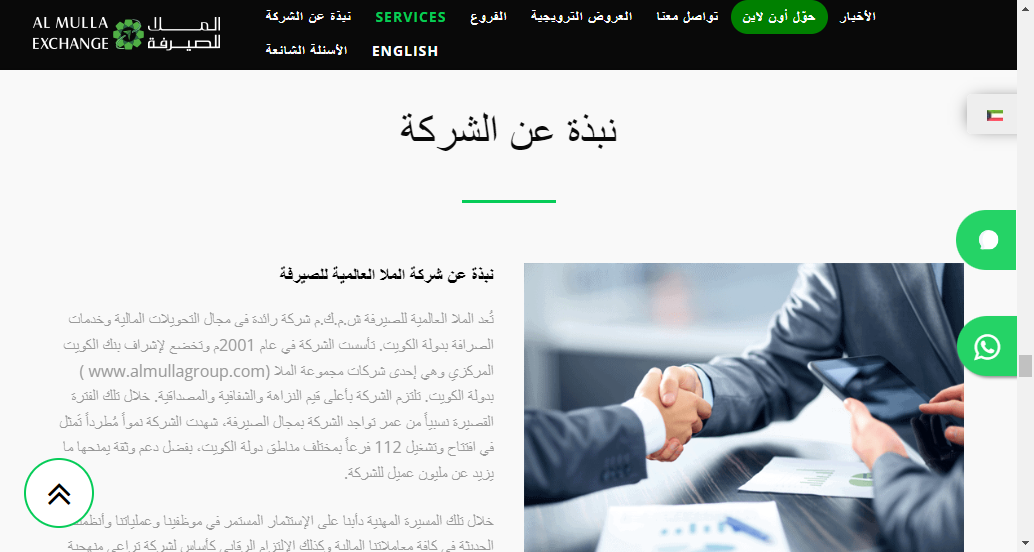 AL MULLA EXCHANGE
المـــلا للصيرفة
نبذة عن الشركة
SERVICES
الفروع
العروض الترويجية
تواصل معنا
حوّل أون لاين
الأخبار
الأسئلة الشائعة
ENGLISH
نبذة عن الشركة
نبذة عن شركة الملا العالمية للصيرفة
تُعد الملا العالمية للصيرفة ش.م.ك.م شركة رائدة فى مجال التحويلات المالية وخدمات
الصرافة بدولة الكويت. تأسست الشركة في عام 2001م وتخضع لإشراف بنك الكويت
المركزي وهي إحدى شركات مجموعة الملا (www.almullagroup.com )
بدولة الكويت. تلتزم الشركة بأعلى قيم النزاهة والشفافية والمصداقية. خلال تلك الفترة
القصيرة نسبياً من عمر تواجد الشركة بمجال الصيرفة، شهدت الشركة نمواً مُطرداً تَمثل
في افتتاح وتشغيل 112 فرعاً بمختلف مناطق دولة الكويت، بفضل دعم وثقة يمنحها ما
يزيد عن مليون عميل للشركة.
خلال تلك المسيرة المهنية دأبنا على الإستثمار المستمر في موظفينا وعملياتنا
الحديثة في كافة معاملاتنا المالية وكذلك الإلتزام الرقابي كأساس لشركة تراعي منهجية